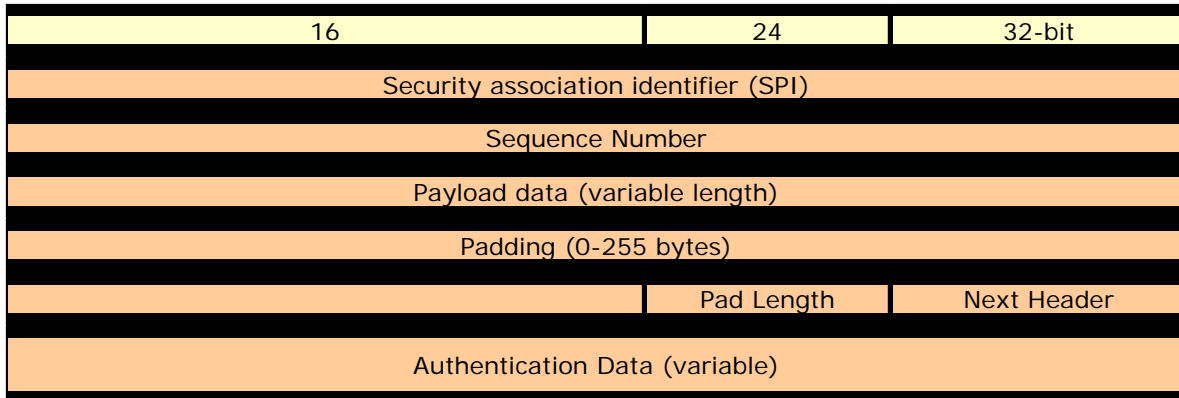 16 24 32-bit
Security association identifier (SPI)
Sequence Number
Payload data (variable length)
Padding (0-255 bytes)
Pad Length Next Header
Authentication Data (variable)